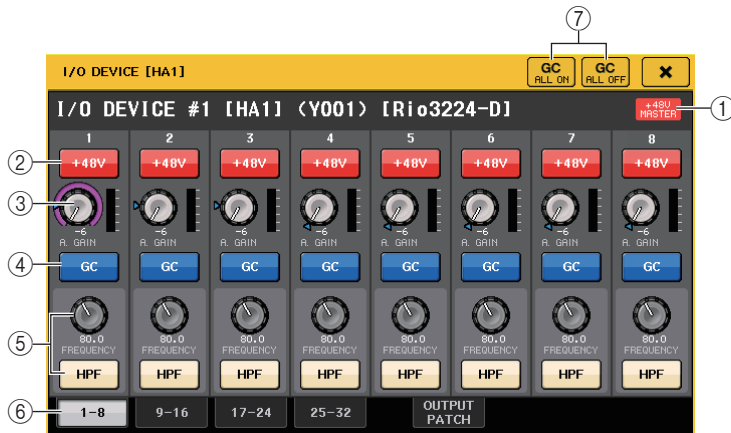 ⑦
I/O DEVICE [HA1]
GC ALL ON
GC ALL OFF
×
I/O DEVICE #1 [HA1] (Y001) [Rio3224-D]
+48V MASTER
①
1 2 3 4 5 6 7 8
②
+48V +48V +48V +48V +48V +48V +48V +48V
③
-6 -6 -6 -6 -6 -6 -6 -6
A. GAIN A. GAIN A. GAIN A. GAIN A. GAIN A. GAIN A. GAIN A. GAIN
④
GC GC GC GC GC GC GC GC
⑤
80.0 80.0 80.0 80.0 80.0 80.0 80.0 80.0
FREQUENCY FREQUENCY FREQUENCY FREQUENCY FREQUENCY FREQUENCY FREQUENCY FREQUENCY
HPF HPF HPF HPF HPF HPF HPF HPF
⑥
1-8 9-16 17-24 25-32 OUTPUT PATCH